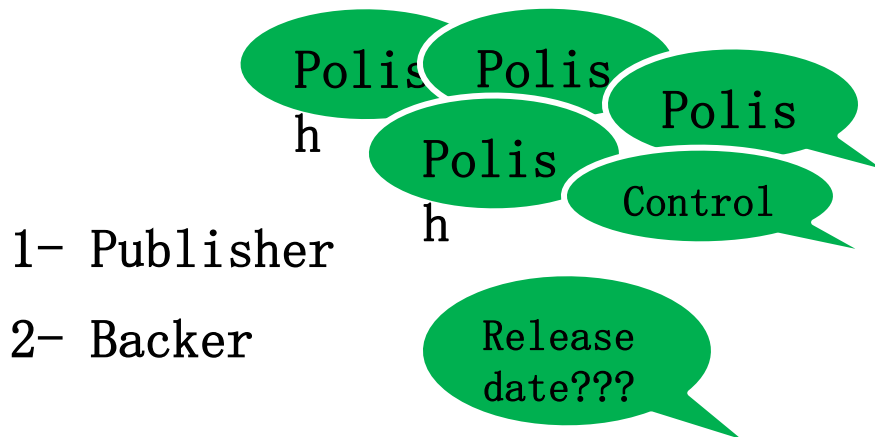 Polis
h
Polis
Polis
Polis
h
Control
1- Publisher
2- Backer
Release
date???